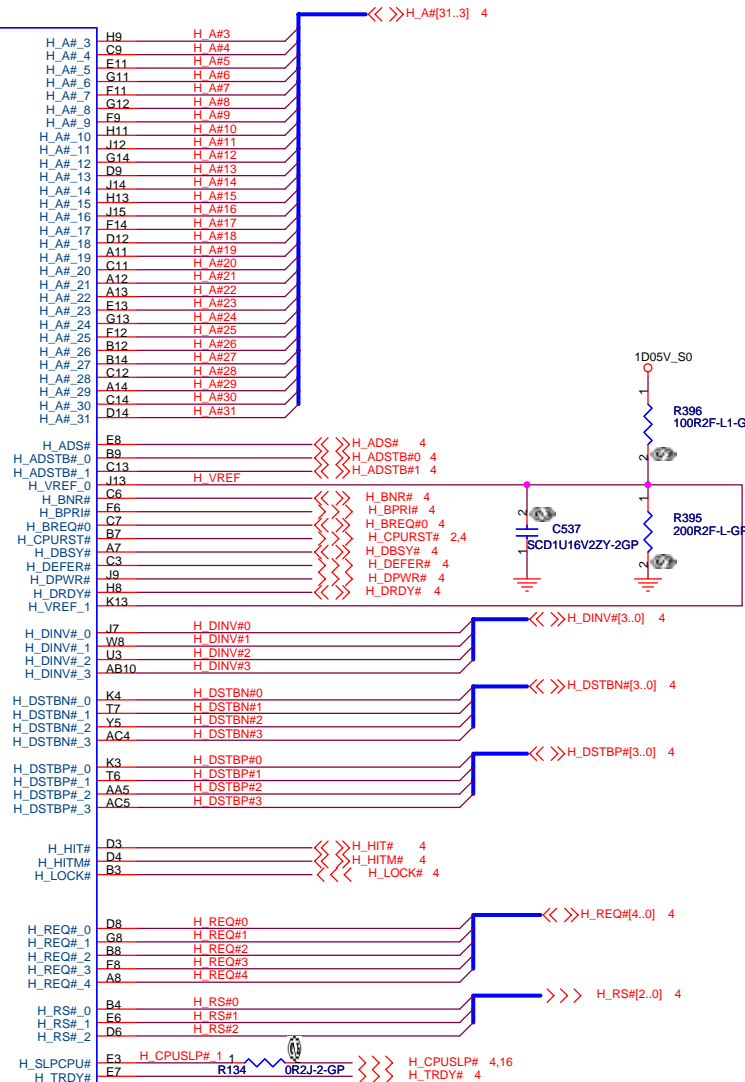 H_A#[31..3] 4
H_A#_3 H9 H_A#3
H_A#_4 C9 H_A#4
H_A#_5 E11 H_A#5
H_A#_6 G11 H_A#6
H_A#_7 F11 H_A#7
H_A#_8 G12 H_A#8
H_A#_9 F9 H_A#9
H_A#_10 H11 H_A#10
H_A#_11 J12 H_A#11
H_A#_12 G14 H_A#12
H_A#_13 D9 H_A#13
H_A#_14 J14 H_A#14
H_A#_15 H13 H_A#15
H_A#_16 J15 H_A#16
H_A#_17 F14 H_A#17
H_A#_18 D12 H_A#18
H_A#_19 A11 H_A#19
H_A#_20 C11 H_A#20
H_A#_21 A12 H_A#21
H_A#_22 A13 H_A#22
H_A#_23 E13 H_A#23
H_A#_24 G13 H_A#24
H_A#_25 F12 H_A#25
H_A#_26 B12 H_A#26
H_A#_27 B14 H_A#27
H_A#_28 C12 H_A#28
H_A#_29 A14 H_A#29
H_A#_30 C14 H_A#30
H_A#_31 D14 H_A#31
1D05V_S0
1
R396
100R2F-L1-G
2
H_ADS# E8 H_ADS# 4
H_ADSTB#_0 B9 H_ADSTB#0 4
H_ADSTB#_1 C13 H_ADSTB#1 4
H_VREF_0 J13 H_VREF
H_BNR# C6 H_BNR# 4
H_BPRI# F6 H_BPRI# 4
H_BREQ#_0 C7 H_BREQ#0 4
H_CPURST# B7 H_CPURST# 2,4
H_DBSY# A7 H_DBSY# 4
H_DEFER# C3 H_DEFER# 4
H_DPWR# J9 H_DPWR# 4
H_DRDY# H8 H_DRDY# 4
H_VREF_1 K13
2
C537
SCD1U16V2ZY-2GP
1
1
R395
200R2F-L-GP
2
H_DINV#[3..0] 4
H_DINV#_0 J7 H_DINV#0
H_DINV#_1 W8 H_DINV#1
H_DINV#_2 U3 H_DINV#2
H_DINV#_3 AB10 H_DINV#3
H_DSTBN#[3..0] 4
H_DSTBN#_0 K4 H_DSTBN#0
H_DSTBN#_1 T7 H_DSTBN#1
H_DSTBN#_2 Y5 H_DSTBN#2
H_DSTBN#_3 AC4 H_DSTBN#3
H_DSTBP#[3..0] 4
H_DSTBP#_0 K3 H_DSTBP#0
H_DSTBP#_1 T6 H_DSTBP#1
H_DSTBP#_2 AA5 H_DSTBP#2
H_DSTBP#_3 AC5 H_DSTBP#3
H_HIT# D3 H_HIT# 4
H_HITM# D4 H_HITM# 4
H_LOCK# B3 H_LOCK# 4
H_REQ#[4..0] 4
H_REQ#_0 D8 H_REQ#0
H_REQ#_1 G8 H_REQ#1
H_REQ#_2 B8 H_REQ#2
H_REQ#_3 F8 H_REQ#3
H_REQ#_4 A8 H_REQ#4
H_RS#[2..0] 4
H_RS#_0 B4 H_RS#0
H_RS#_1 E6 H_RS#1
H_RS#_2 D6 H_RS#2
H_SLPCPU# E3 H_CPUSLP#_1 1 H_CPUSLP# 4,16
R134 0R2J-2-GP
H_TRDY# E7 H_TRDY# 4